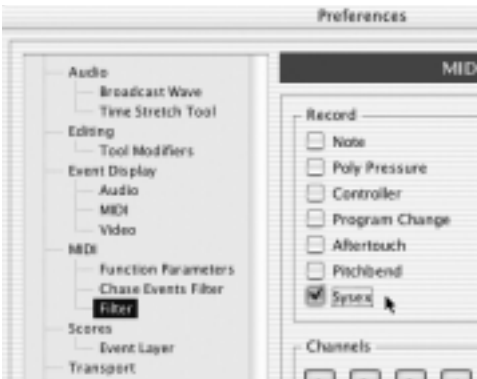 Preferences
Audio
Broadcast Wave
Time Stretch Tool
Editing
Tool Modifiers
Event Display
Audio
MIDI
Video
MIDI
Function Parameters
Chase Events Filter
Filter
Scores
Event Layer
Transport
MID
Record
Note
Poly Pressure
Controller
Program Change
Aftertouch
Pitchbend
Sysex
Channels